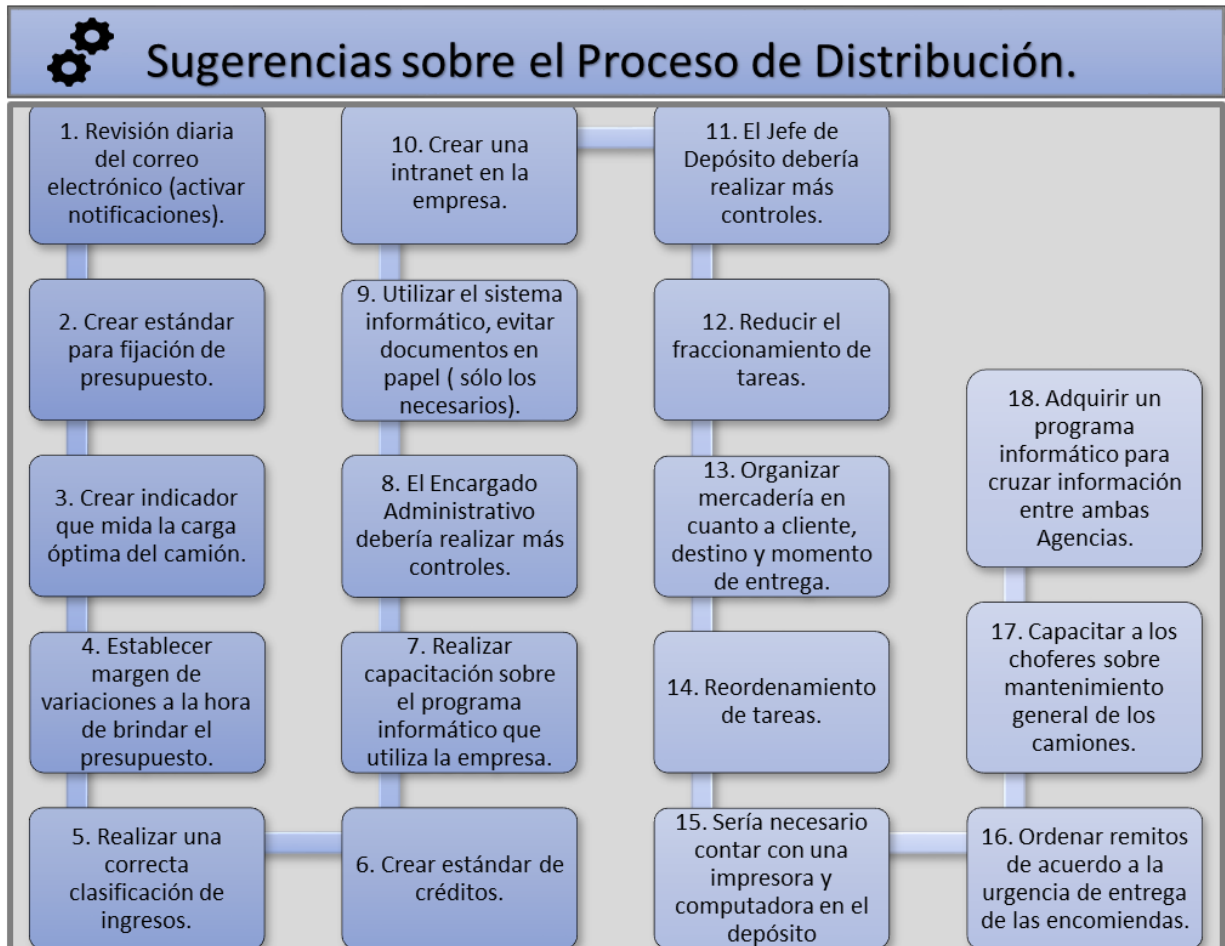 Sugerencias sobre el Proceso de Distribución.
1. Revisión diaria
del correo
electrónico (activar
notificaciones).
2. Crear estándar
para fijación de
presupuesto.
3. Crear indicador
que mida la carga
óptima del camión.
4. Establecer
margen de
variaciones a la hora
de brindar el
presupuesto.
5. Realizar una
correcta
clasificación de
ingresos.
6. Crear estándar de
créditos.
7. Realizar
capacitación sobre
el programa
informático que
utiliza la empresa.
8. El Encargado
Administrativo
debería realizar más
controles.
9. Utilizar el sistema
informático, evitar
documentos en
papel ( sólo los
necesarios).
10. Crear una
intranet en la
empresa.
11. El Jefe de
Depósito debería
realizar más
controles.
12. Reducir el
fraccionamiento de
tareas.
13. Organizar
mercadería en
cuanto a cliente,
destino y momento
de entrega.
14. Reordenamiento
de tareas.
15. Sería necesario
contar con una
impresora y
computadora en el
depósito
16. Ordenar remitos
de acuerdo a la
urgencia de entrega
de las encomiendas.
17. Capacitar a los
choferes sobre
mantenimiento
general de los
camiones.
18. Adquirir un
programa
informático para
cruzar información
entre ambas
Agencias.